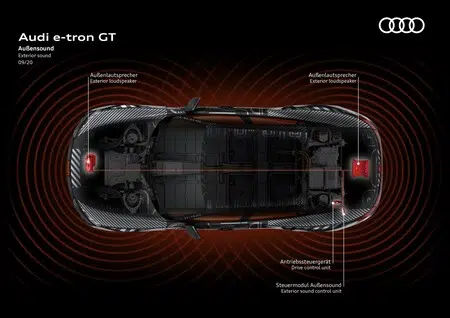 Audi e-tron GT
Außensound
Exterior sound
09/20
Außenlautsprecher
Exterior loudspeaker
Außenlautsprecher
Exterior loudspeaker
Antriebssteuergerät
Drive control unit
Steuermodul Außensound
Exterior sound control unit